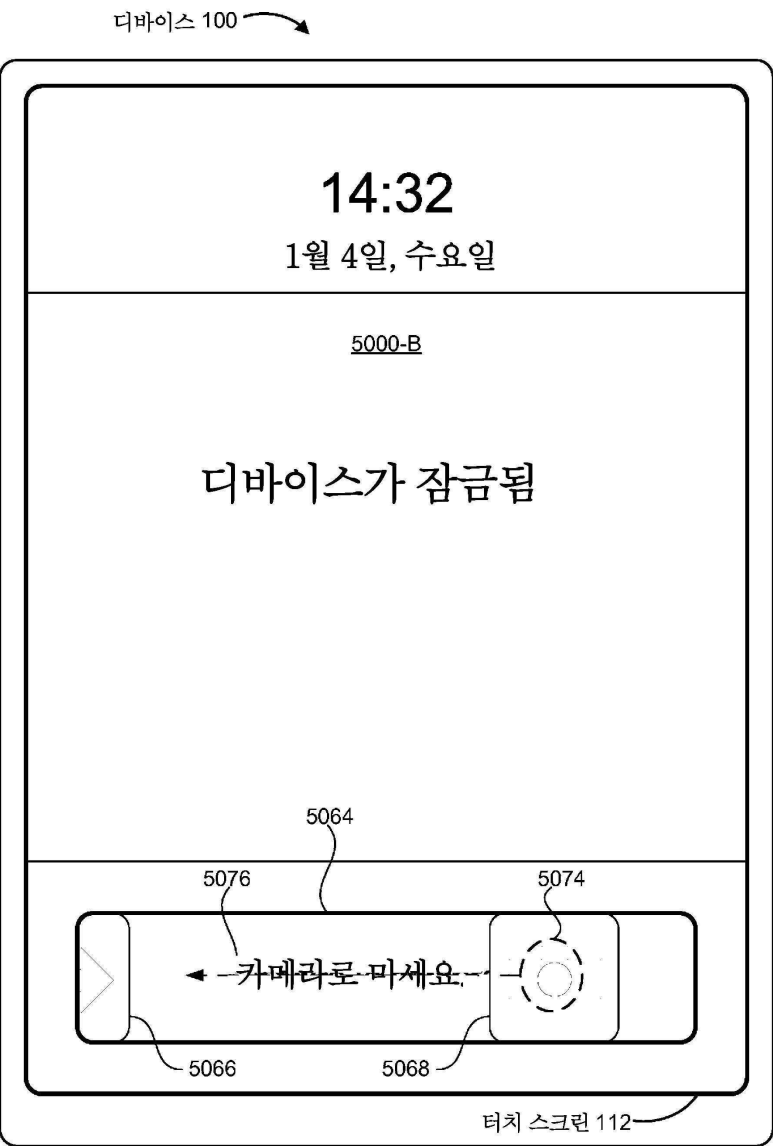 디바이스 100
14:32
1월 4일, 수요일
5000-B
디바이스가 잠금됨
5064
5076
5074
카메라로 미세요.
5066
5068
터치 스크린 112